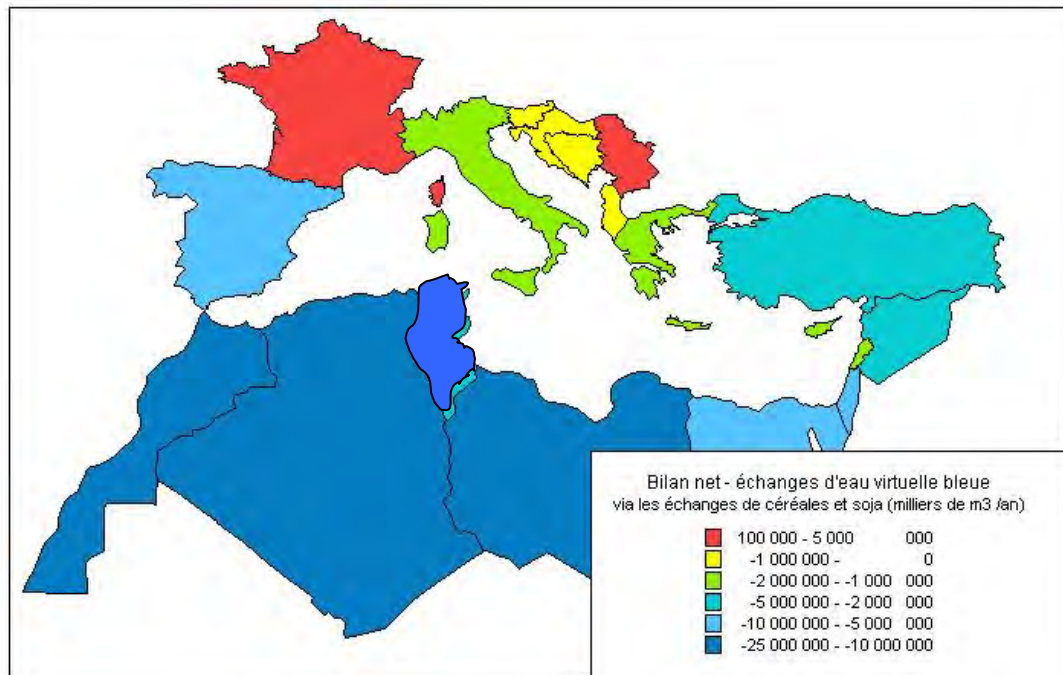 Bilan net - échanges d'eau virtuelle bleue
via les échanges de céréales et soja (milliers de m3 /an)
100 000 - 5 000 000
-1 000 000 - 0
-2 000 000 - -1 000 000
-5 000 000 - -2 000 000
-10 000 000 - -5 000 000
-25 000 000 - -10 000 000